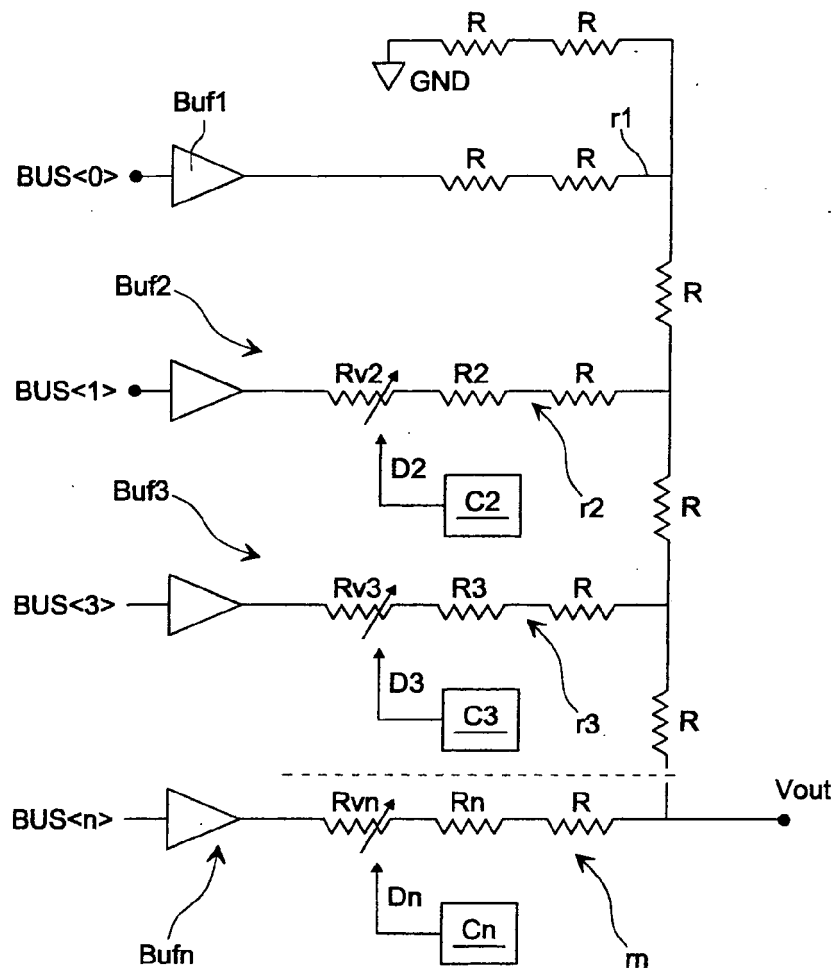 R R
GND
Buf1
r1
BUS<0> R R
R
Buf2
BUS<1> Rv2 R2 R
D2
C2
r2
R
Buf3
BUS<3> Rv3 R3 R
D3
C3
r3
R
Vout
BUS<n> Rvn Rn R
Dn
Cn
Bufn
rn